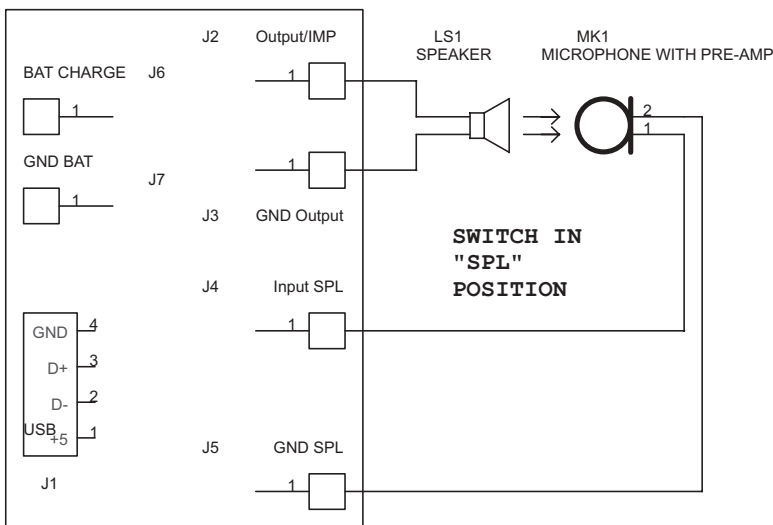 J2 Output/IMP
LS1
SPEAKER
MK1
MICROPHONE WITH PRE-AMP
BAT CHARGE J6
1
1
2
1
GND BAT
J7
1
1
J3 GND Output
SWITCH IN
"SPL"
POSITION
J4 Input SPL
1
GND 4
D+ 3
D- 2
USB +5 1
J1
J5 GND SPL
1